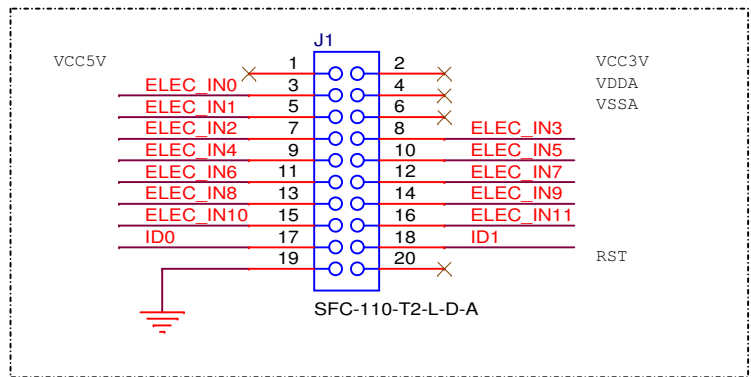 J1
VCC5V 1 2 VCC3V
ELEC_IN0 3 4 VDDA
ELEC_IN1 5 6 VSSA
ELEC_IN2 7 8 ELEC_IN3
ELEC_IN4 9 10 ELEC_IN5
ELEC_IN6 11 12 ELEC_IN7
ELEC_IN8 13 14 ELEC_IN9
ELEC_IN10 15 16 ELEC_IN11
ID0 17 18 ID1
19 20 RST
SFC-110-T2-L-D-A